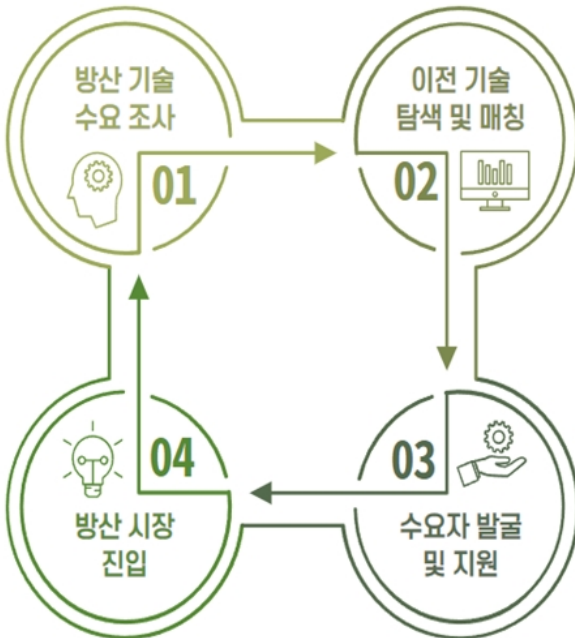 방산 기술
수요 조사
01
이전 기술
탐색 및 매칭
02
03
수요자 발굴
및 지원
04
방산 시장
진입